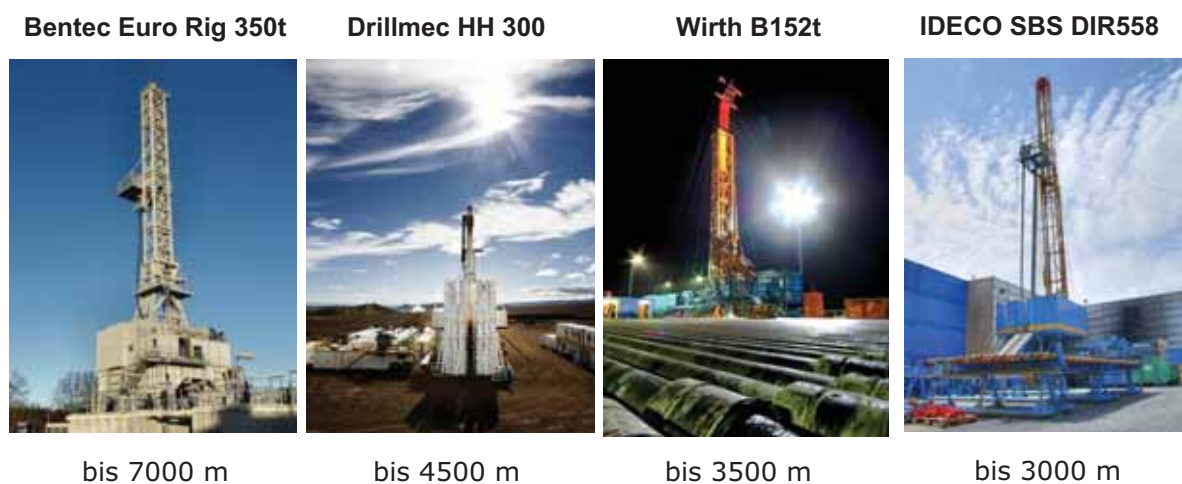 Bentec Euro Rig 350t
Drillmec HH 300
Wirth B152t
IDECO SBS DIR558
bis 7000 m
bis 4500 m
bis 3500 m
bis 3000 m